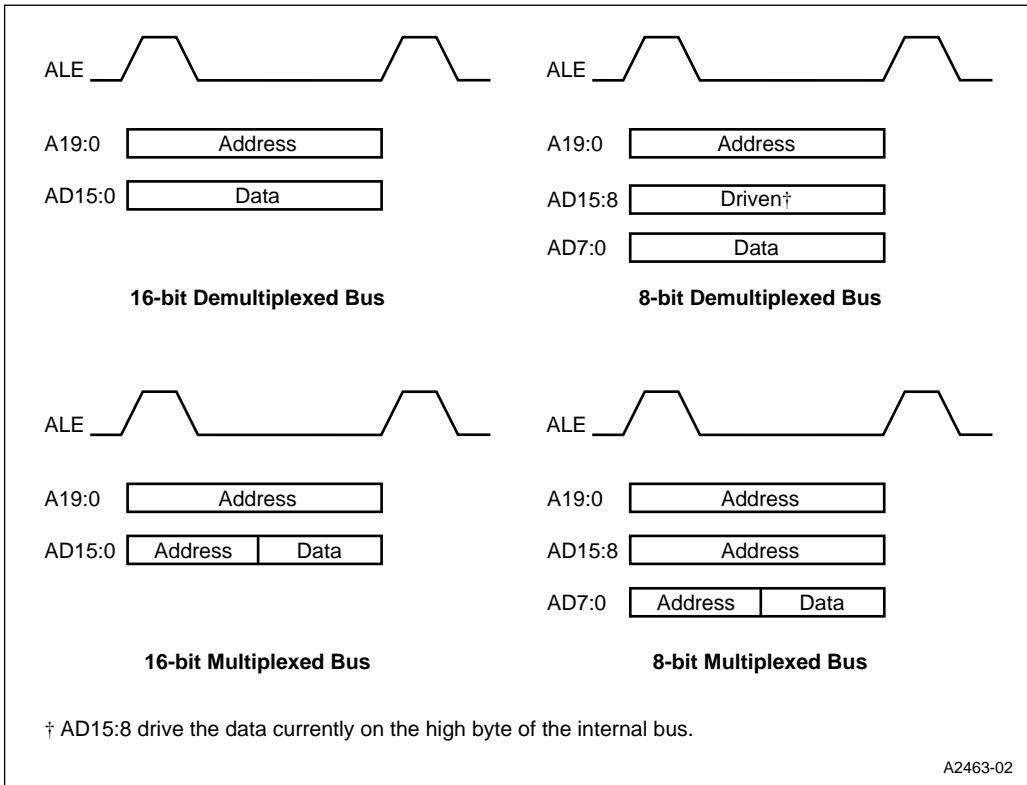 ALE
A19:0 Address
AD15:0 Data
16-bit Demultiplexed Bus
ALE
A19:0 Address
AD15:8 Driven†
AD7:0 Data
8-bit Demultiplexed Bus
ALE
A19:0 Address
AD15:0 Address Data
16-bit Multiplexed Bus
ALE
A19:0 Address
AD15:8 Address
AD7:0 Address Data
8-bit Multiplexed Bus
† AD15:8 drive the data currently on the high byte of the internal bus.
A2463-02